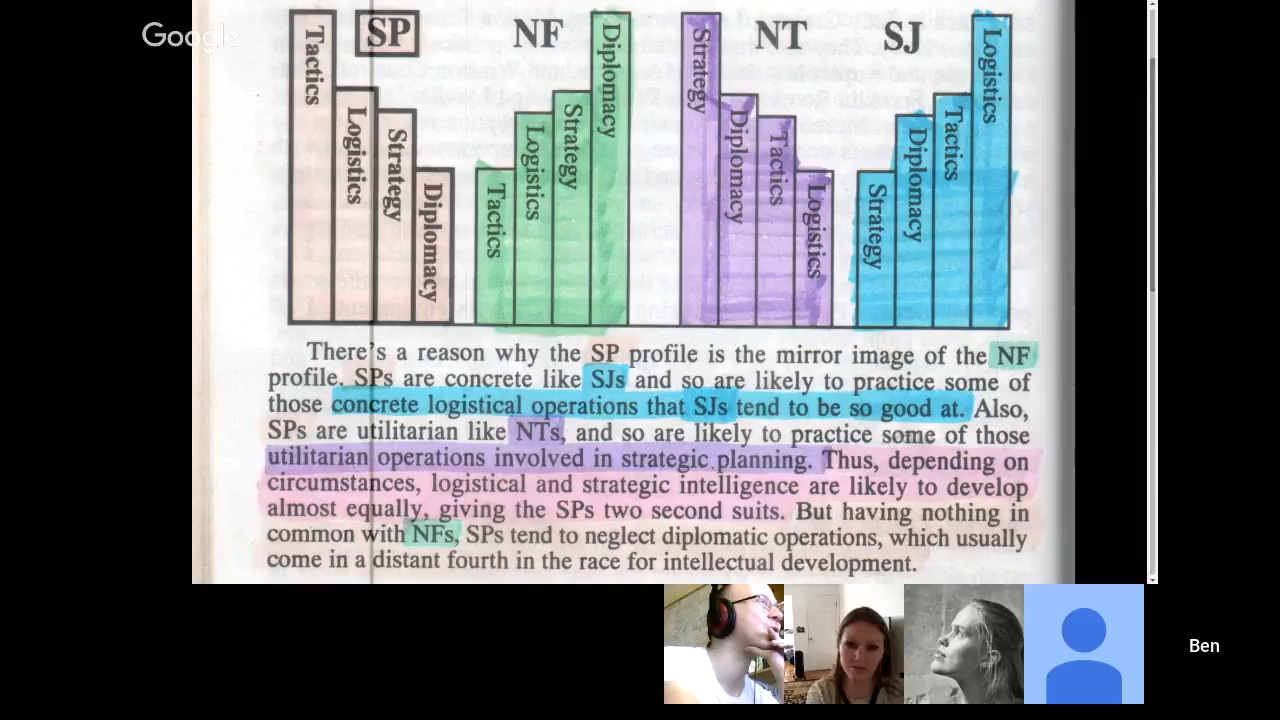 Google
SP
NF
NT
SJ
Tactics
Logistics
Strategy
Diplomacy
Tactics
Logistics
Strategy
Diplomacy
Strategy
Diplomacy
Tactics
Logistics
Strategy
Diplomacy
Tactics
Logistics
There's a reason why the SP profile is the mirror image of the NF
profile. SPs are concrete like SJs and so are likely to practice some of
those concrete logistical operations that SJs tend to be so good at. Also,
SPs are utilitarian like NTs, and so are likely to practice some of those
utilitarian operations involved in strategic planning. Thus, depending on
circumstances, logistical and strategic intelligence are likely to develop
almost equally, giving the SPs two second suits. But having nothing in
common with NFs, SPs tend to neglect diplomatic operations, which usually
come in a distant fourth in the race for intellectual development.
Ben